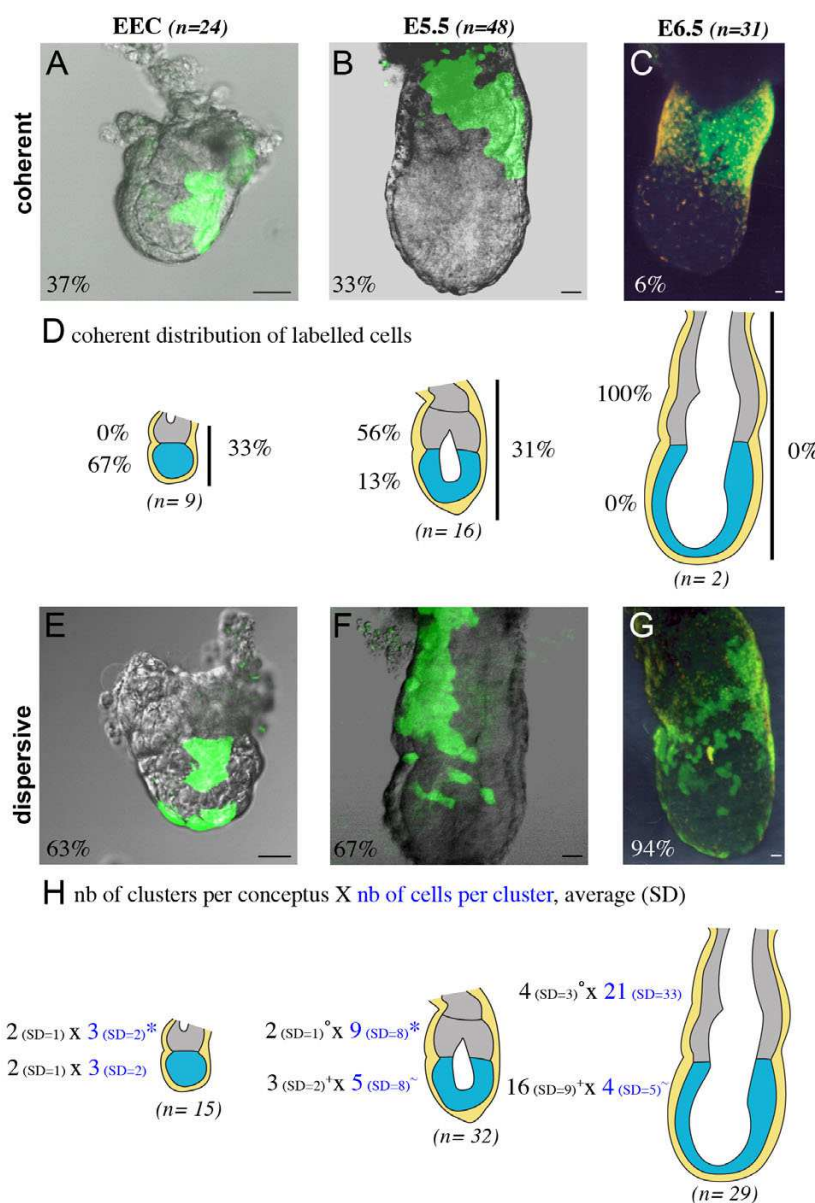 EEC (n=24) E5.5 (n=48) E6.5 (n=31)
A B C
coherent
37% 33% 6%
D coherent distribution of labelled cells
0% 67% 33% (n= 9)
56% 13% 31% (n= 16)
100% 0% 0% (n= 2)
E F G
dispersive
63% 67% 94%
H nb of clusters per conceptus X nb of cells per cluster, average (SD)
2 (SD=1) x 3 (SD=2)*
2 (SD=1) x 3 (SD=2)
(n= 15)
2 (SD=1)° x 9 (SD=8)*
3 (SD=2)+ x 5 (SD=8)~
(n= 32)
4 (SD=3)° x 21 (SD=33)
16 (SD=9)+ x 4 (SD=5)~
(n= 29)